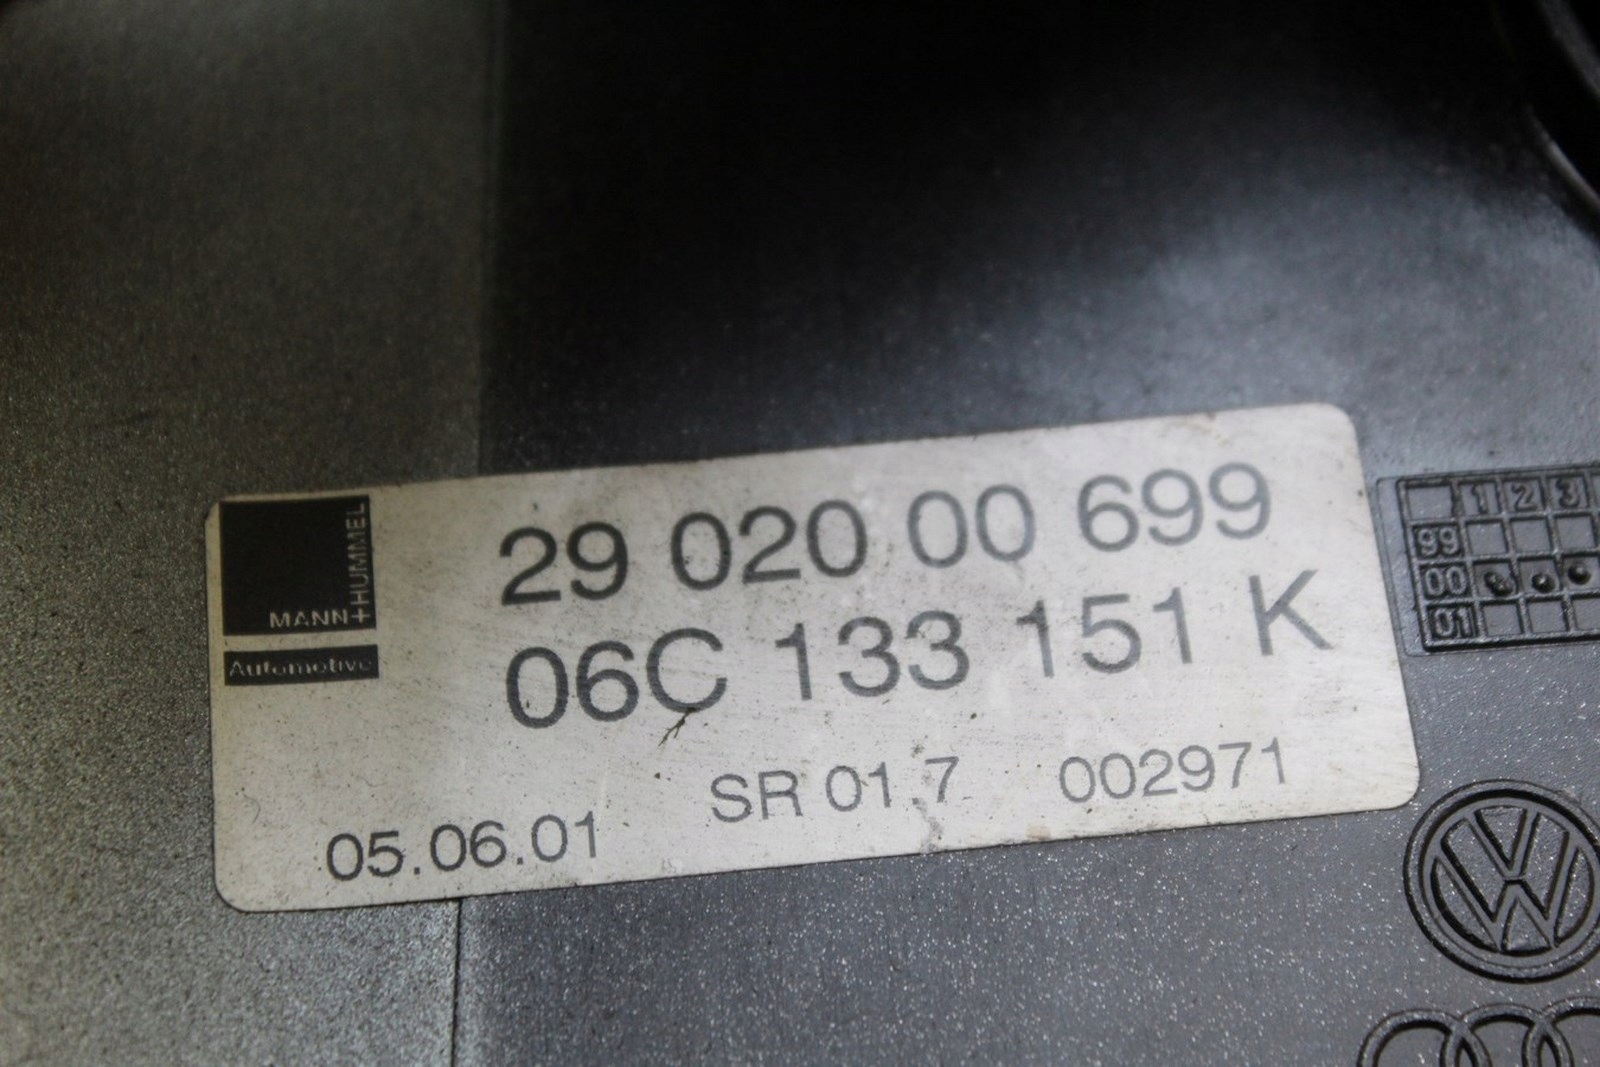 MANN+HUMMEL
Automotive
29 020 00 699
06C 133 151 K
05.06.01 SR 01 7 002971
1 2 3
99
00
01
VW